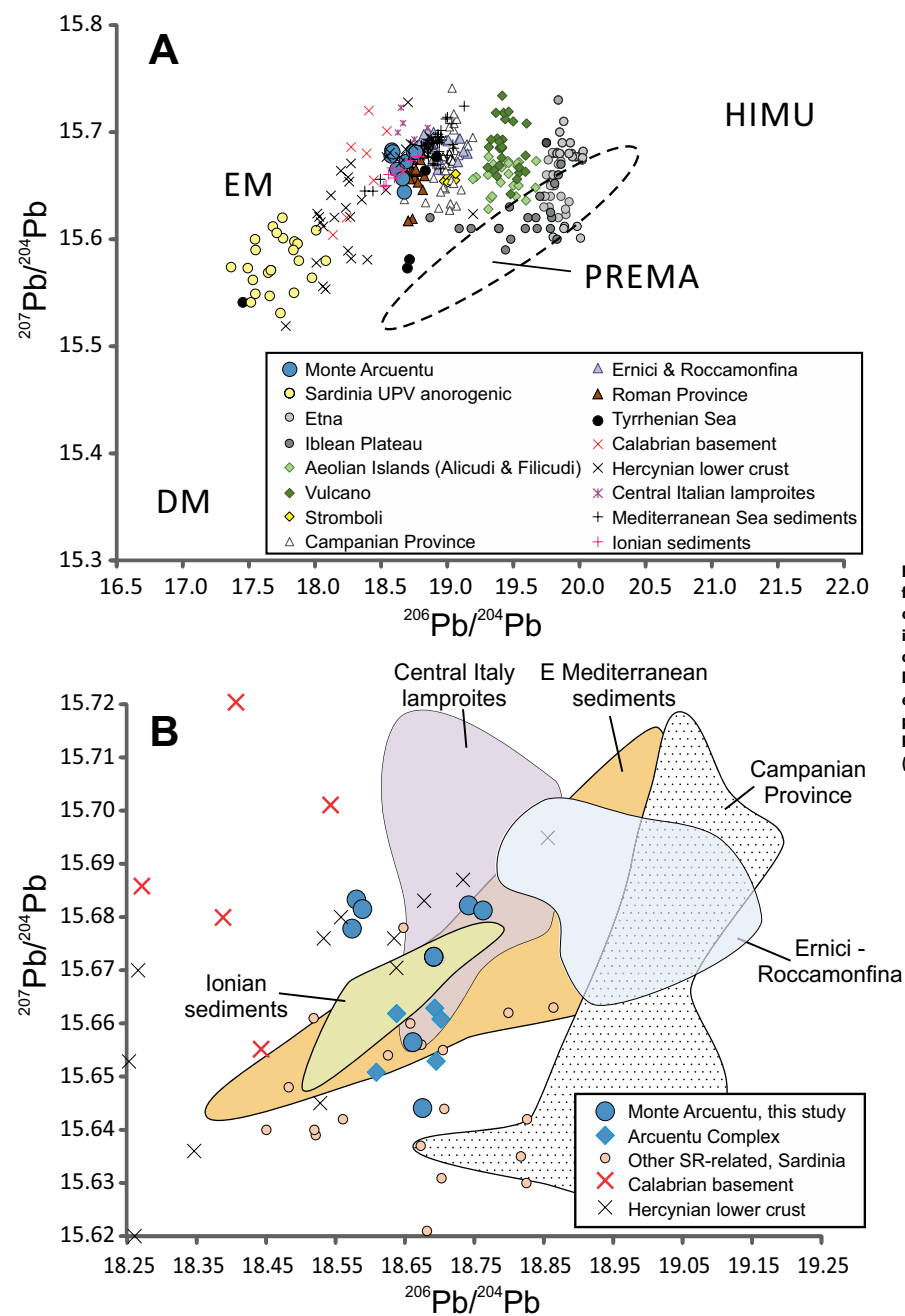 A
15.8
15.7
15.6
15.5
15.4
15.3
207Pb/204Pb
HIMU
EM
PREMA
DM
Monte Arcuentu
Sardinia UPV anorogenic
Etna
Iblean Plateau
Aeolian Islands (Alicudi & Filicudi)
Vulcano
Stromboli
Campanian Province
Ernici & Roccamonfina
Roman Province
Tyrrhenian Sea
Calabrian basement
Hercynian lower crust
Central Italian lamproites
Mediterranean Sea sediments
Ionian sediments
16.5 17.0 17.5 18.0 18.5 19.0 19.5 20.0 20.5 21.0 21.5 22.0
206Pb/204Pb
B
Central Italy
lamproites
E Mediterranean
sediments
Campanian
Province
Ernici -
Roccamonfina
Ionian
sediments
15.72
15.71
15.70
15.69
15.68
15.67
15.66
15.65
15.64
15.63
15.62
207Pb/204Pb
Monte Arcuentu, this study
Arcuentu Complex
Other SR-related, Sardinia
Calabrian basement
Hercynian lower crust
18.25 18.35 18.45 18.55 18.65 18.75 18.85 18.95 19.05 19.15 19.25
206Pb/204Pb